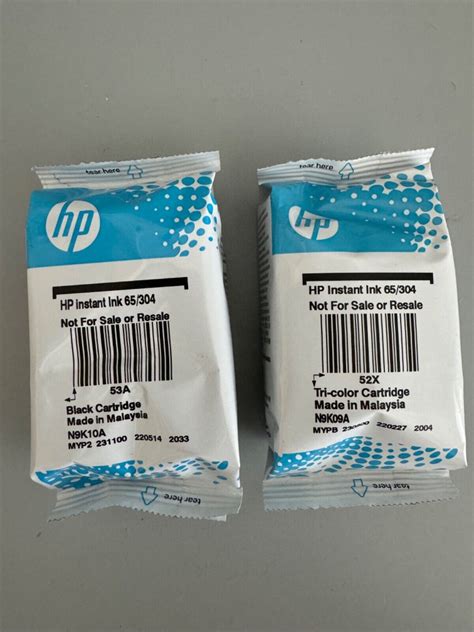 tear here
hp
HP Instant Ink 65/304
Not For Sale or Resale
53A
Black Cartridge
Made in Malaysia
N9K10A
MYP2 231100 220514 2033
tear here
tear here
hp
HP Instant Ink 65/304
Not For Sale or Resale
52X
Tri-color Cartridge
Made in Malaysia
N9K09A
MYPB 220227 2004
tear here